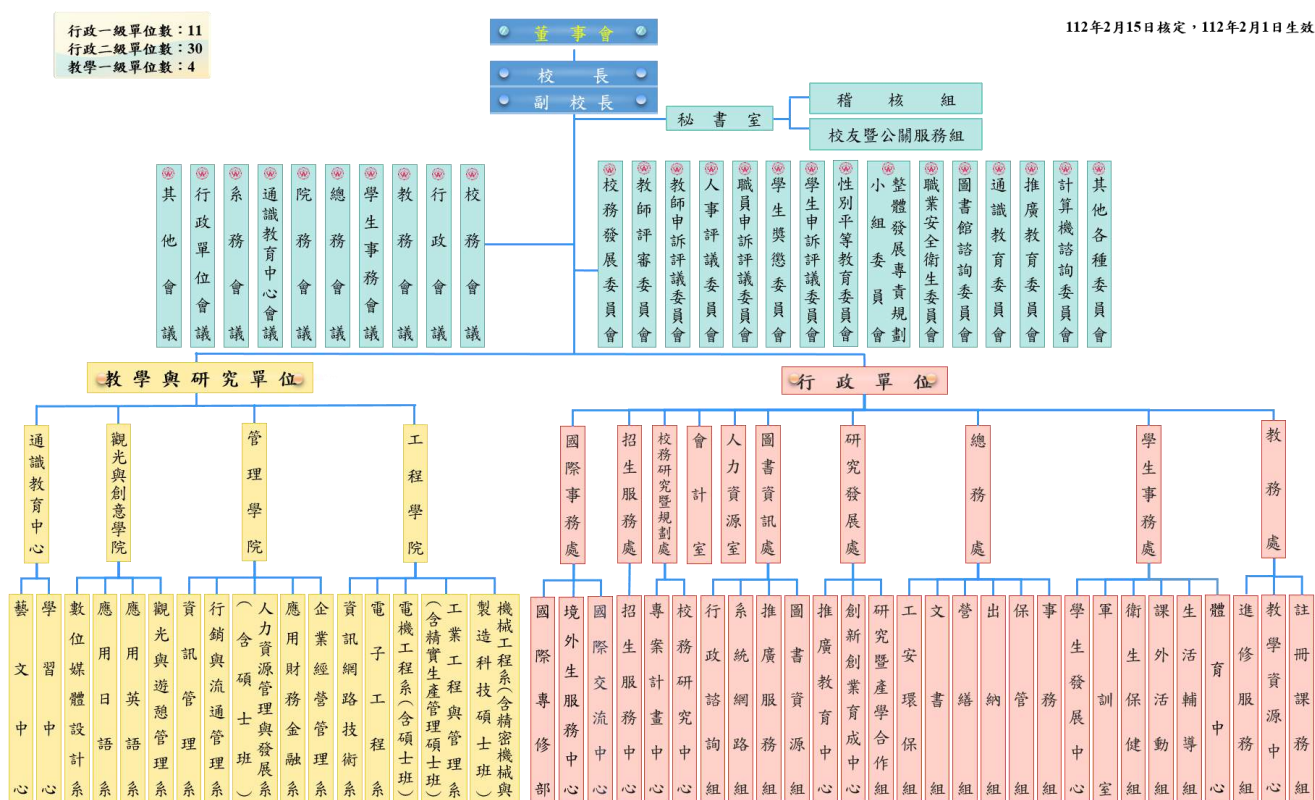 行政一級單位數：11
行政二級單位數：30
教學一級單位數：4
112年2月15日核定，112年2月1日生效
董事會
校長
副校長
秘書室
稽核組
校友暨公關服務組
其他會議
行政單位會議
系務會議
通識教育中心會議
院務會議
總務會議
學生事務會議
教務會議
行政會議
校務會議
校務發展委員會
教師評審委員會
教師申訴評議委員會
人事評議委員會
職員申訴評議委員會
學生獎懲委員會
學生申訴評議委員會
性別平等教育委員會
整體發展專責規劃
小組委員會
職業安全衛生委員會
圖書館諮詢委員會
通識教育委員會
推廣教育委員會
計算機諮詢委員會
其他各種委員會
教學與研究單位
行政單位
通識教育中心
觀光與創意學院
管理學院
工程學院
國際事務處
招生服務處
校務研究暨規劃處
會計室
人力資源室
圖書資訊處
研究發展處
總務處
學生事務處
教務處
藝文中心
學習中心
數位媒體設計系
應用日語系
應用英語系
觀光與遊憩管理系
資訊管理系
行銷與流通管理系
人力資源管理與發展系
（含碩士班）
應用財務金融系
企業經營管理系
資訊網路技術系
電子工程系
電機工程系(含碩士班)
工業工程與管理系
(含精實生產管理碩士班)
機械工程系(含精密機械與
製造科技碩士班)
國際專修部
境外生服務中心
國際交流中心
招生服務中心
專案計畫中心
校務研究中心
行政諮詢組
系統網路組
推廣服務組
圖書資源組
推廣教育中心
創新創業育成中心
研究暨產學合作組
工安環保組
文書組
營繕組
出納組
保管組
事務組
學生發展中心
軍訓室
衛生保健組
課外活動組
生活輔導組
體育中心
進修服務組
教學資源中心
註冊課務組